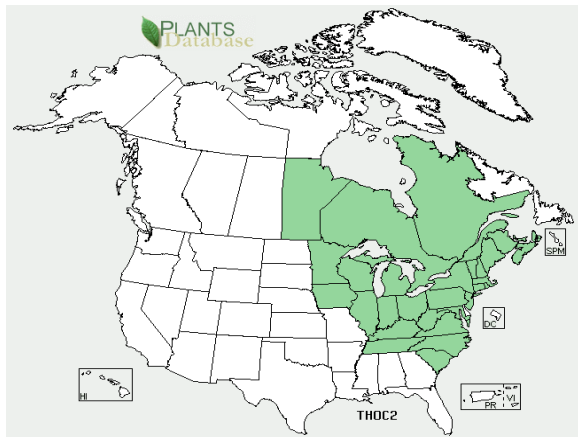 PLANTS
Database
SPM
DC
HI
PR VI
THOC2